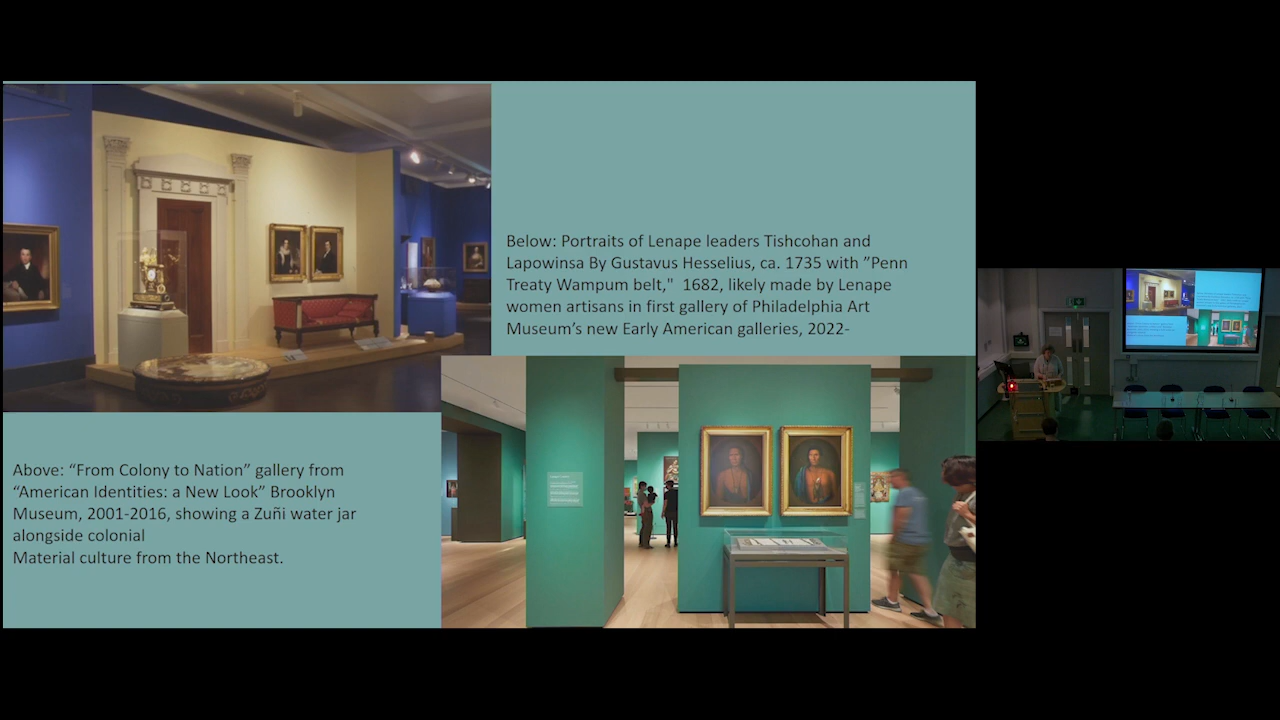 Below: Portraits of Lenape leaders Tishcohan and
Lapowinsa By Gustavus Hesselius, ca. 1735 with ”Penn
Treaty Wampum belt," 1682, likely made by Lenape
women artisans in first gallery of Philadelphia Art
Museum’s new Early American galleries, 2022-
Above: “From Colony to Nation” gallery from
“American Identities: a New Look” Brooklyn
Museum, 2001-2016, showing a Zuñi water jar
alongside colonial
Material culture from the Northeast.